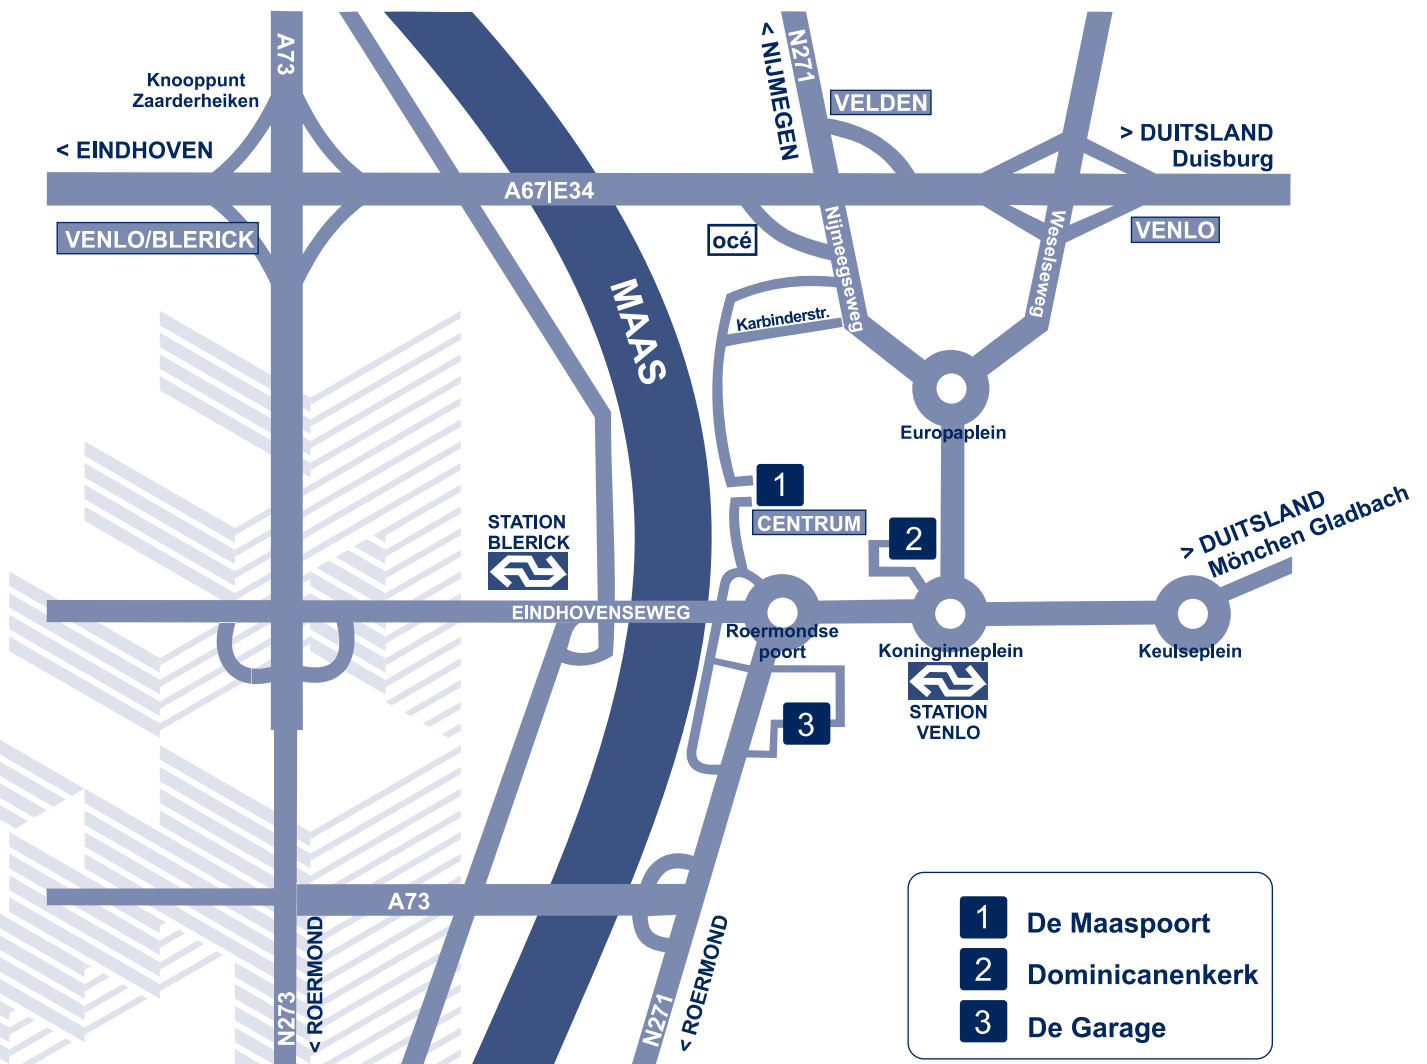 A73
Knooppunt
Zaarderheiken
< EINDHOVEN
VENLO/BLERICK
A67|E34
MAAS
< NIJMEGEN
N271
VELDEN
> DUITSLAND
Duisburg
VENLO
océ
Nijmeegseweg
Weselseweg
Karbinderstr.
Europaplein
1
CENTRUM
2
STATION
BLERICK
> DUITSLAND
Mönchen Gladbach
EINDHOVENSEWEG
Roermondse
poort
Koninginneplein
Keulseplein
STATION
VENLO
3
A73
N273
< ROERMOND
N271
< ROERMOND
1 De Maaspoort
2 Dominicanenkerk
3 De Garage